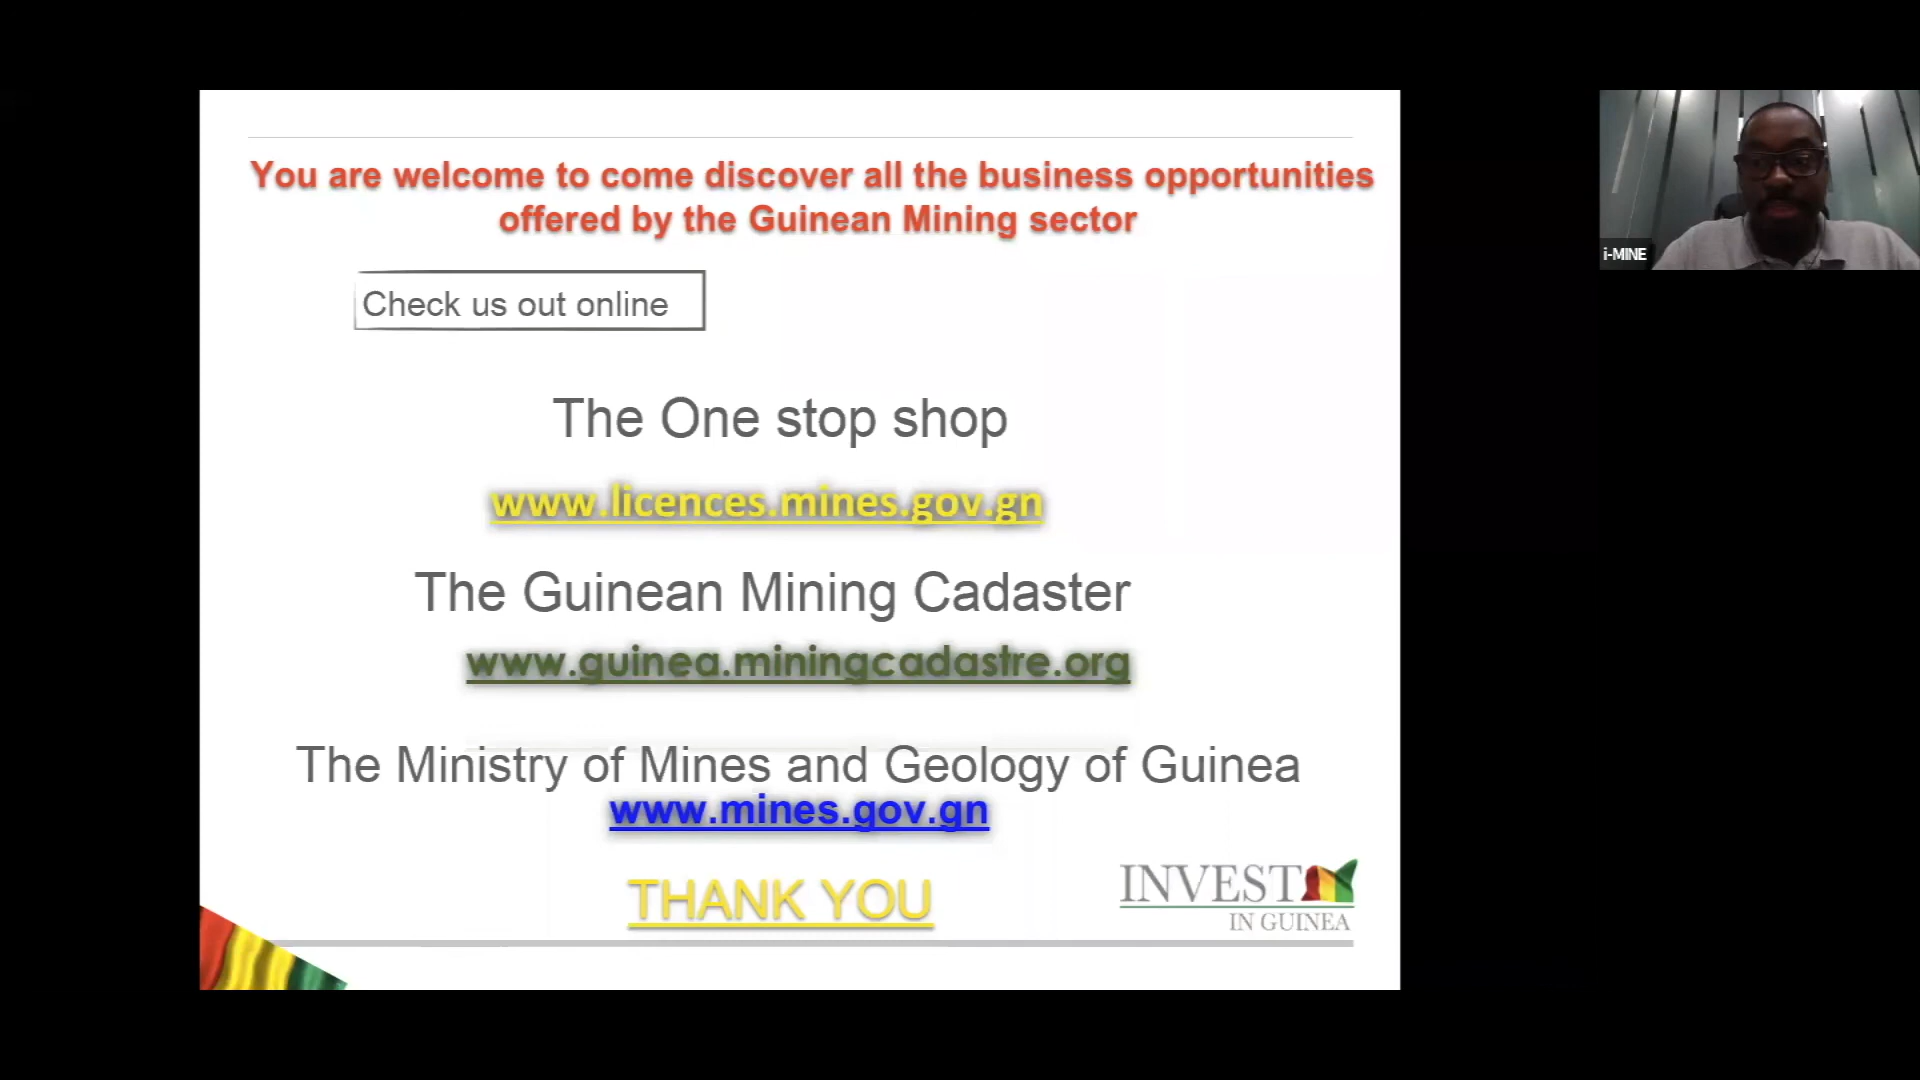 You are welcome to come discover all the business opportunities
offered by the Guinean Mining sector
Check us out online
The One stop shop
www.licences.mines.gov.gn
The Guinean Mining Cadaster
www.guinea.miningcadastre.org
The Ministry of Mines and Geology of Guinea
www.mines.gov.gn
THANK YOU
INVEST
IN GUINEA
i-MINE